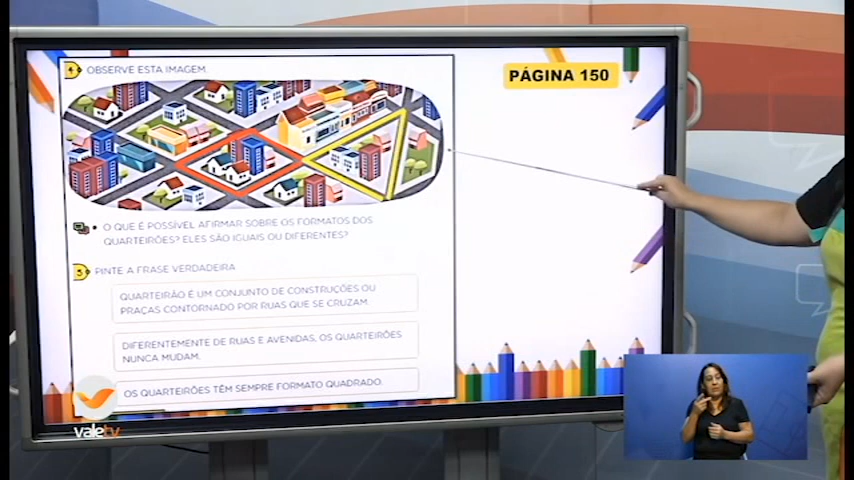 4 OBSERVE ESTA IMAGEM
PÁGINA 150
O QUE É POSSÍVEL AFIRMAR SOBRE OS FORMATOS DOS
QUARTEIRÕES? ELES SÃO IGUAIS OU DIFERENTES?
5 PINTE A FRASE VERDADEIRA
QUARTEIRÃO É UM CONJUNTO DE CONSTRUÇÕES OU
PRAÇAS CONTORNADO POR RUAS QUE SE CRUZAM.
DIFERENTEMENTE DE RUAS E AVENIDAS, OS QUARTEIRÕES
NUNCA MUDAM.
OS QUARTEIRÕES TÊM SEMPRE FORMATO QUADRADO.
valetv